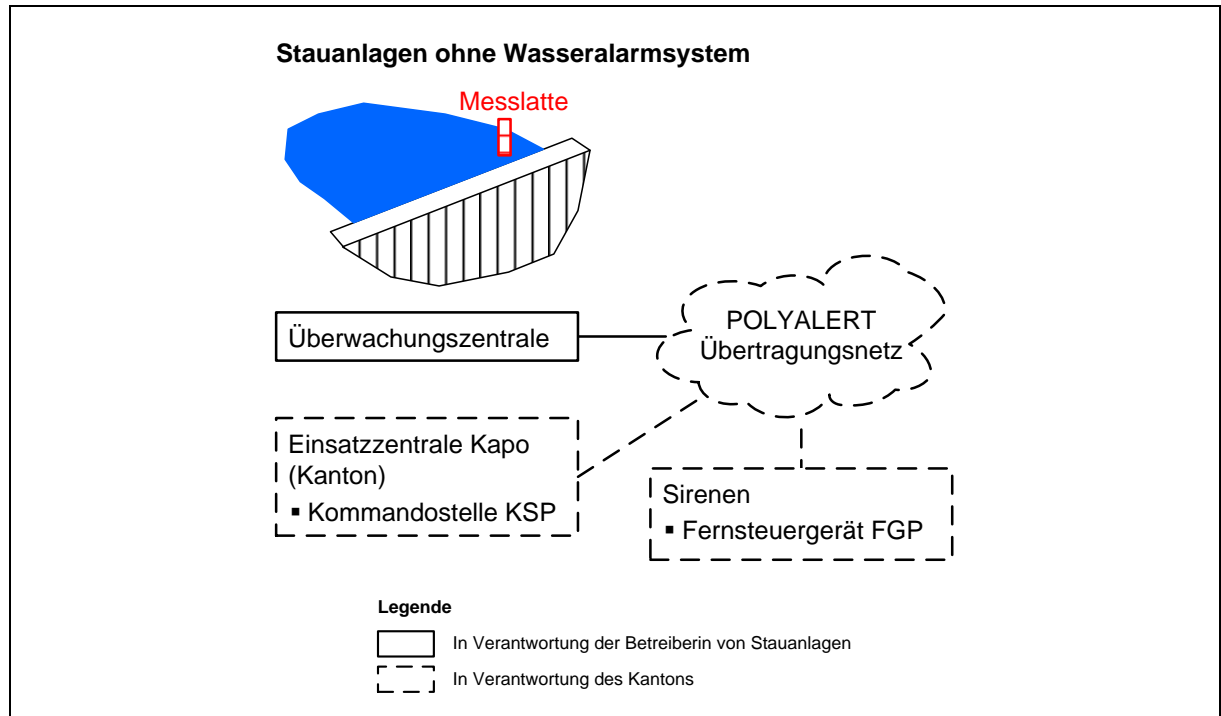 Stauanlagen ohne Wasseralarmsystem
Messlatte
Überwachungszentrale
POLYALERT
Übertragungsnetz
Einsatzzentrale Kapo
(Kanton)
▪ Kommandostelle KSP
Sirenen
▪ Fernsteuergerät FGP
Legende
In Verantwortung der Betreiberin von Stauanlagen
In Verantwortung des Kantons